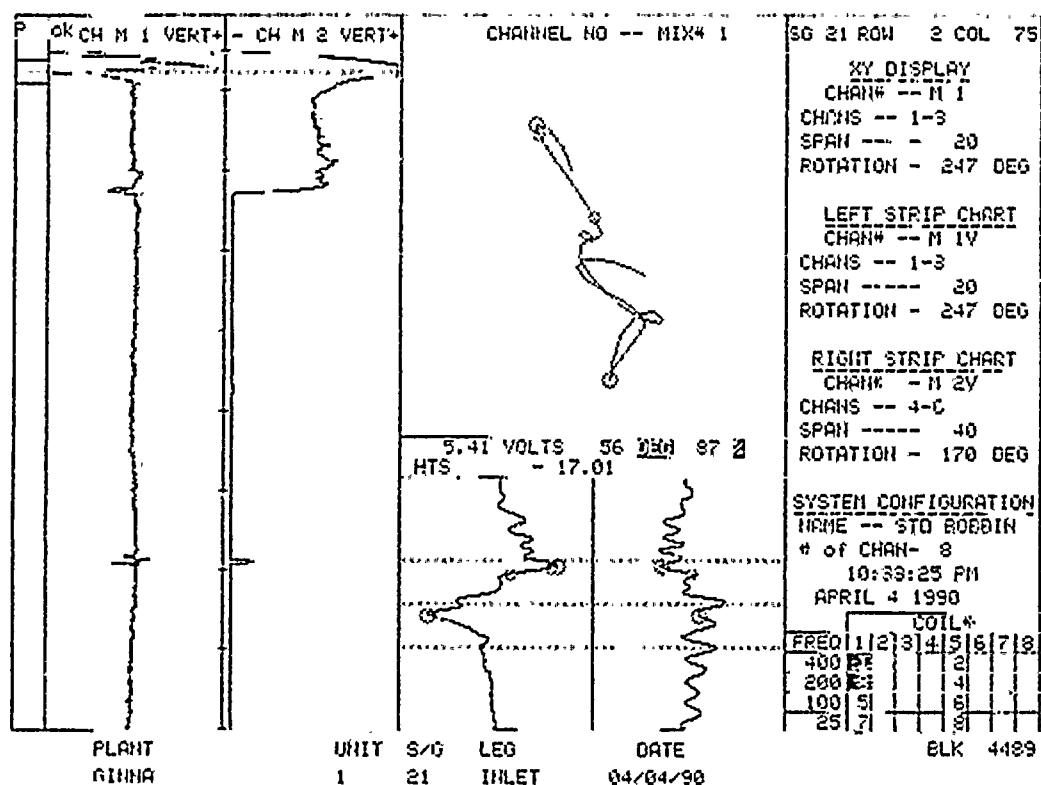 P ok CH M 1 VERT+ - CH M 2 VERT+ CHANNEL NO -- MIX# 1 SG 21 ROW 2 COL 75
XY DISPLAY
CHAN# -- M 1
CHANS -- 1-3
SPAN -- - 20
ROTATION - 247 DEG
LEFT STRIP CHART
CHAN# -- M 1V
CHANS -- 1-3
SPAN ----- 20
ROTATION - 247 DEG
RIGHT STRIP CHART
CHAN# - M 2V
CHANS -- 4-C
SPAN ----- 40
ROTATION - 170 DEG
5.41 VOLTS 56 DEG 87 %
HTS - 17.01
SYSTEM CONFIGURATION
NAME -- STD BOBBIN
# of CHAN- 8
10:33:25 PM
APRIL 4 1990
COIL#
FREQ 1 2 3 4 5 6 7 8
400 2
200 4
100 5 6
25 7 8
PLANT UNIT S/G LEG DATE BLK 4489
GINNA 1 21 INLET 04/04/90